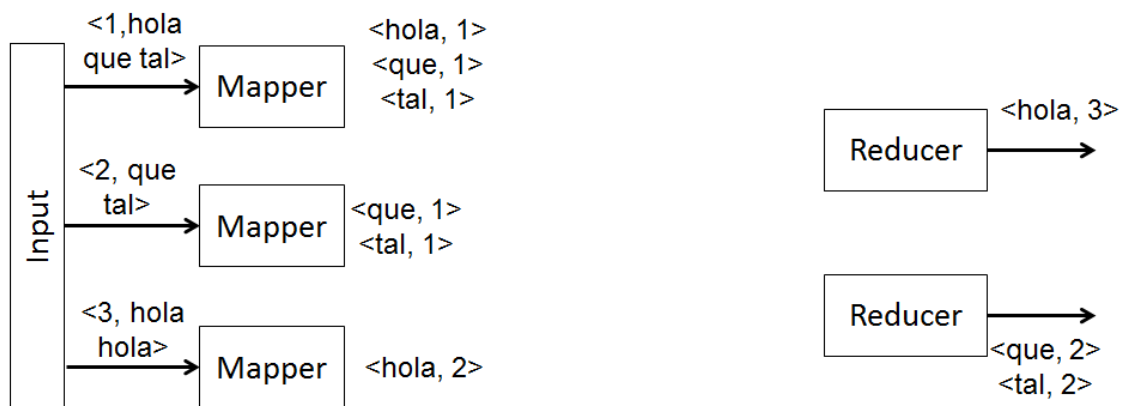 Input
<1,hola
que tal>
Mapper
<hola, 1>
<que, 1>
<tal, 1>
<2, que
tal>
Mapper
<que, 1>
<tal, 1>
<3, hola
hola>
Mapper
<hola, 2>
Reducer
<hola, 3>
Reducer
<que, 2>
<tal, 2>